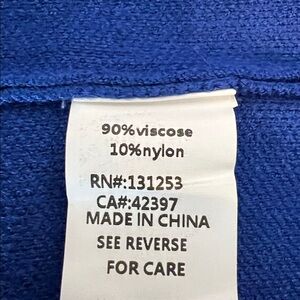 90%viscose
10%nylon
RN#:131253
CA#:42397
MADE IN CHINA
SEE REVERSE
FOR CARE